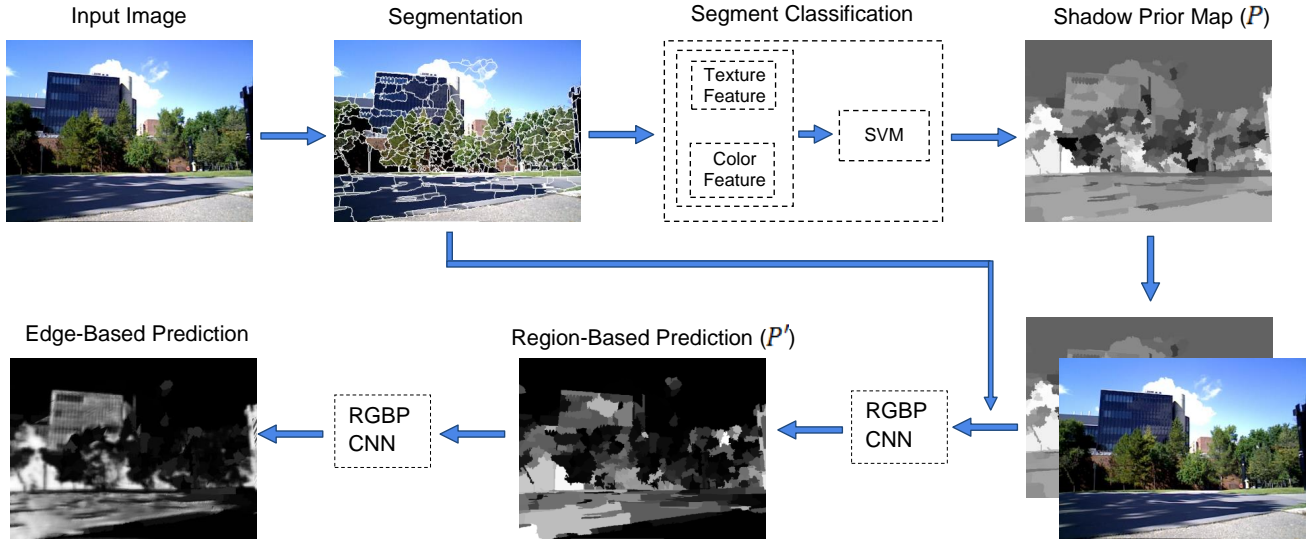 Input Image
Segmentation
Segment Classification
Shadow Prior Map (P)
Texture
Feature
Color
Feature
SVM
Edge-Based Prediction
Region-Based Prediction (P′)
RGBP
CNN
RGBP
CNN